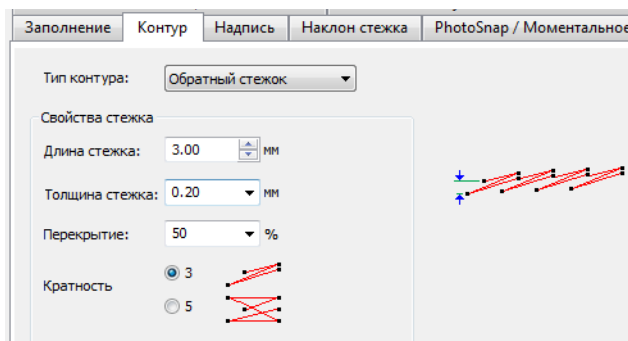 Заполнение Контур Надпись Наклон стежка PhotoSnap / Моментальное
Тип контура: Обратный стежок
Свойства стежка
Длина стежка: 3.00 мм
Толщина стежка: 0.20 мм
Перекрытие: 50 %
Кратность
3
5